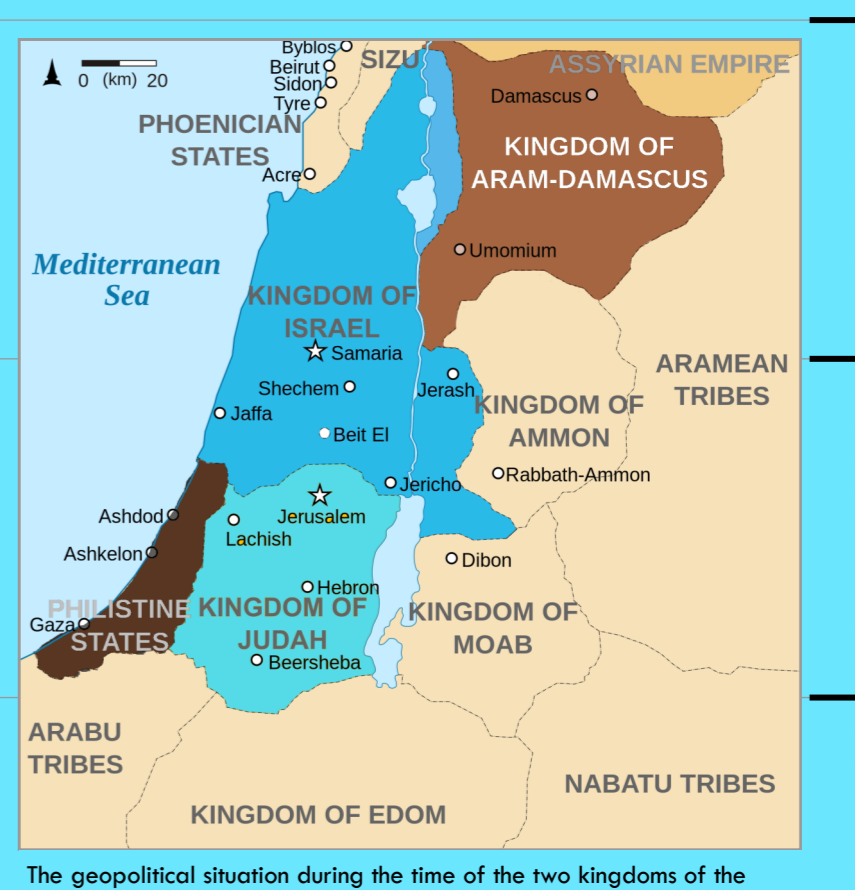 Byblos
SIZU
ASSYRIAN EMPIRE
Beirut
0 (km) 20
Sidon
Tyre
Damascus
PHOENICIAN
STATES
KINGDOM OF
ARAM-DAMASCUS
Acre
Umomium
Mediterranean
Sea
KINGDOM OF
ISRAEL
Samaria
ARAMEAN
TRIBES
Shechem
Jerash
KINGDOM OF
AMMON
Jaffa
Beit El
Rabbath-Ammon
Jericho
Ashdod
Jerusalem
Lachish
Ashkelon
Dibon
Hebron
PHILISTINE
STATES
Gaza
KINGDOM OF
JUDAH
KINGDOM OF
MOAB
Beersheba
ARABU
TRIBES
NABATU TRIBES
KINGDOM OF EDOM
The geopolitical situation during the time of the two kingdoms of the